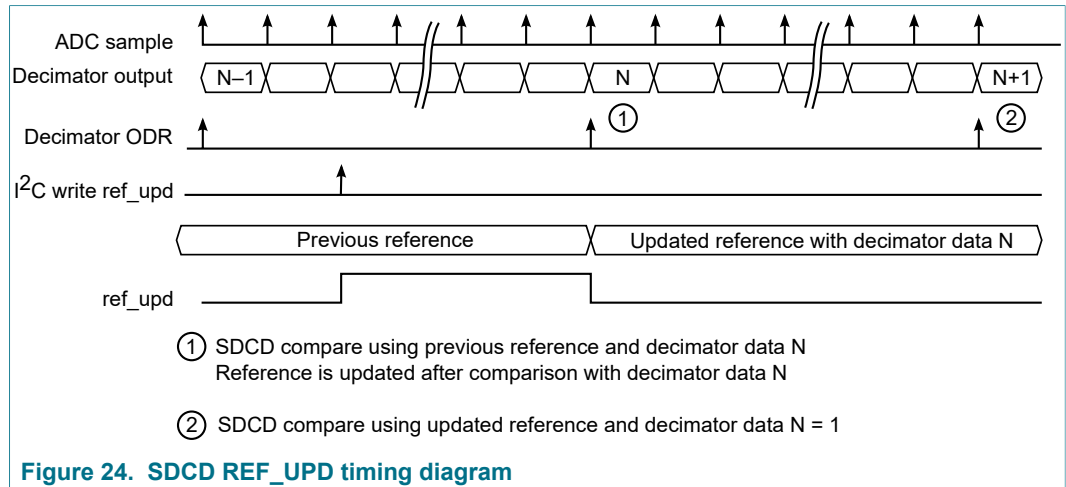 ADC sample
Decimator output N–1 N N+1
① ②
Decimator ODR
I²C write ref_upd
Previous reference Updated reference with decimator data N
ref_upd
① SDCD compare using previous reference and decimator data N
Reference is updated after comparison with decimator data N
② SDCD compare using updated reference and decimator data N = 1
Figure 24. SDCD REF_UPD timing diagram